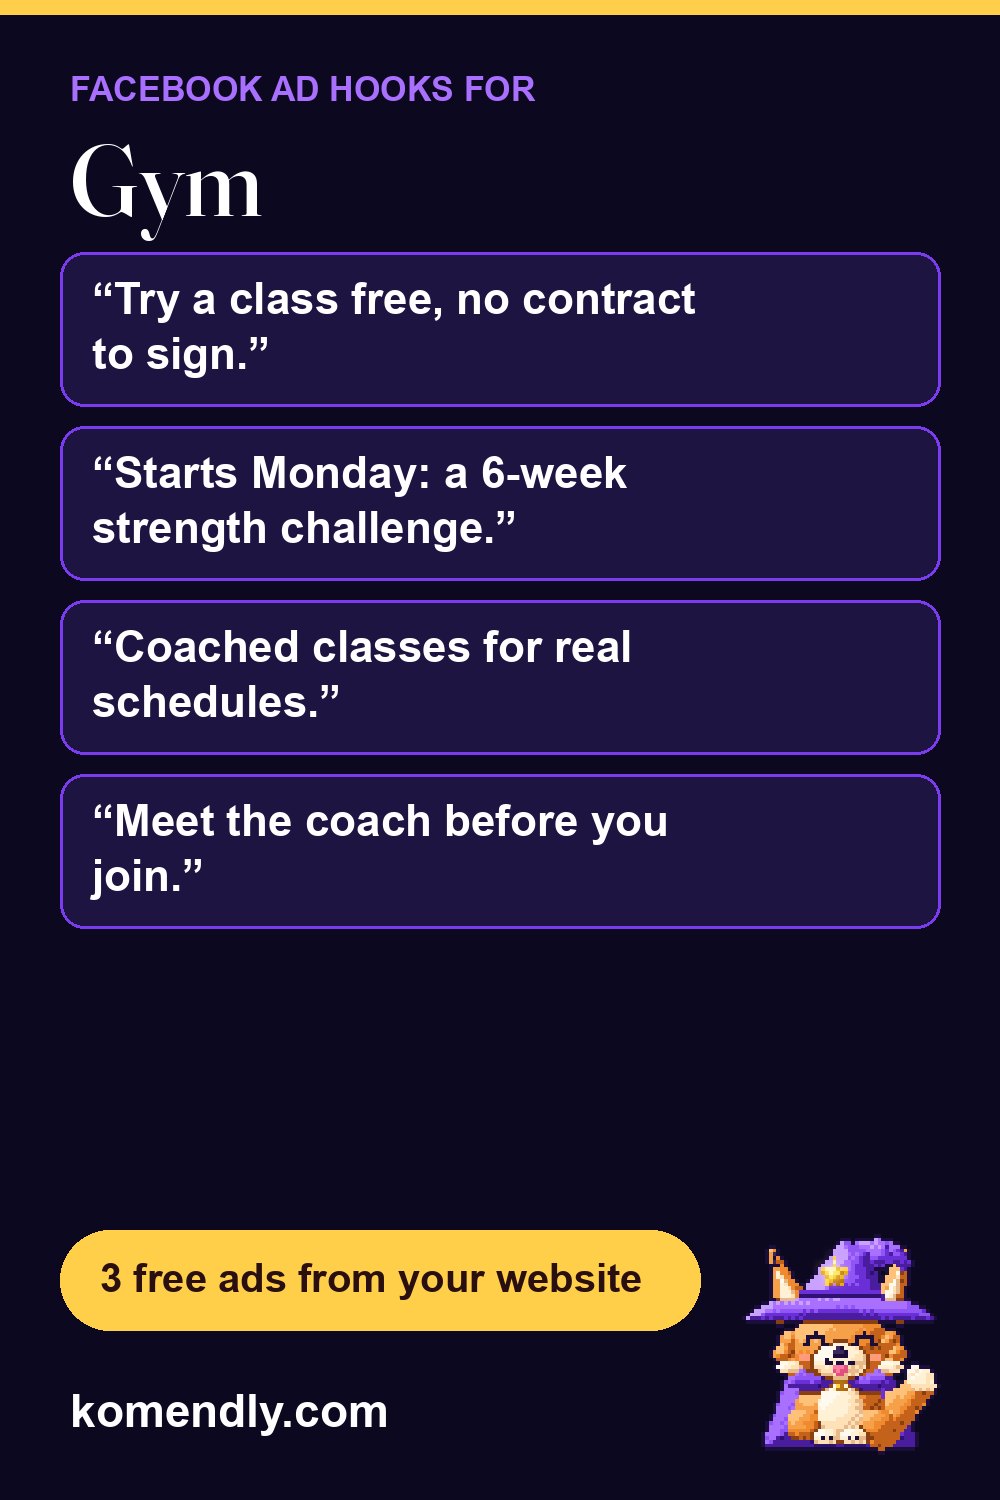 FACEBOOK AD HOOKS FOR
Gym
“Try a class free, no contract
to sign.”
“Starts Monday: a 6-week
strength challenge.”
“Coached classes for real
schedules.”
“Meet the coach before you
join.”
3 free ads from your website
komendly.com